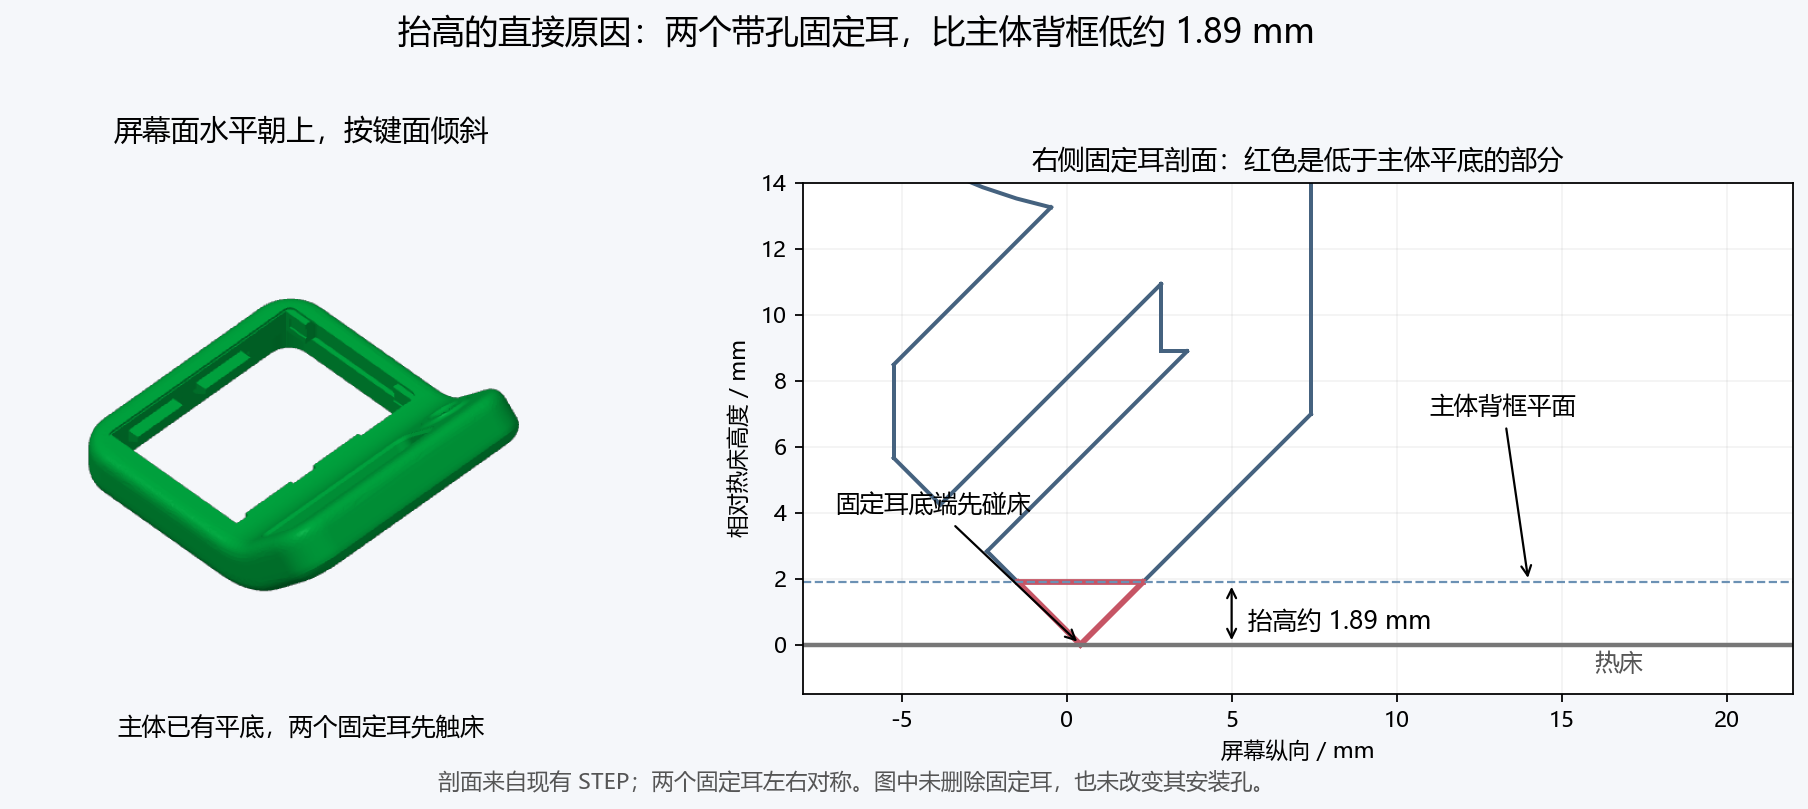 抬高的直接原因：两个带孔固定耳，比主体背框低约 1.89 mm
屏幕面水平朝上，按键面倾斜
主体已有平底，两个固定耳先触床
右侧固定耳剖面：红色是低于主体平底的部分
相对热床高度 / mm
14
12
10
8
6
4
2
0
主体背框平面
固定耳底端先碰床
抬高约 1.89 mm
热床
-5
0
5
10
15
20
屏幕纵向 / mm
剖面来自现有 STEP；两个固定耳左右对称。图中未删除固定耳，也未改变其安装孔。